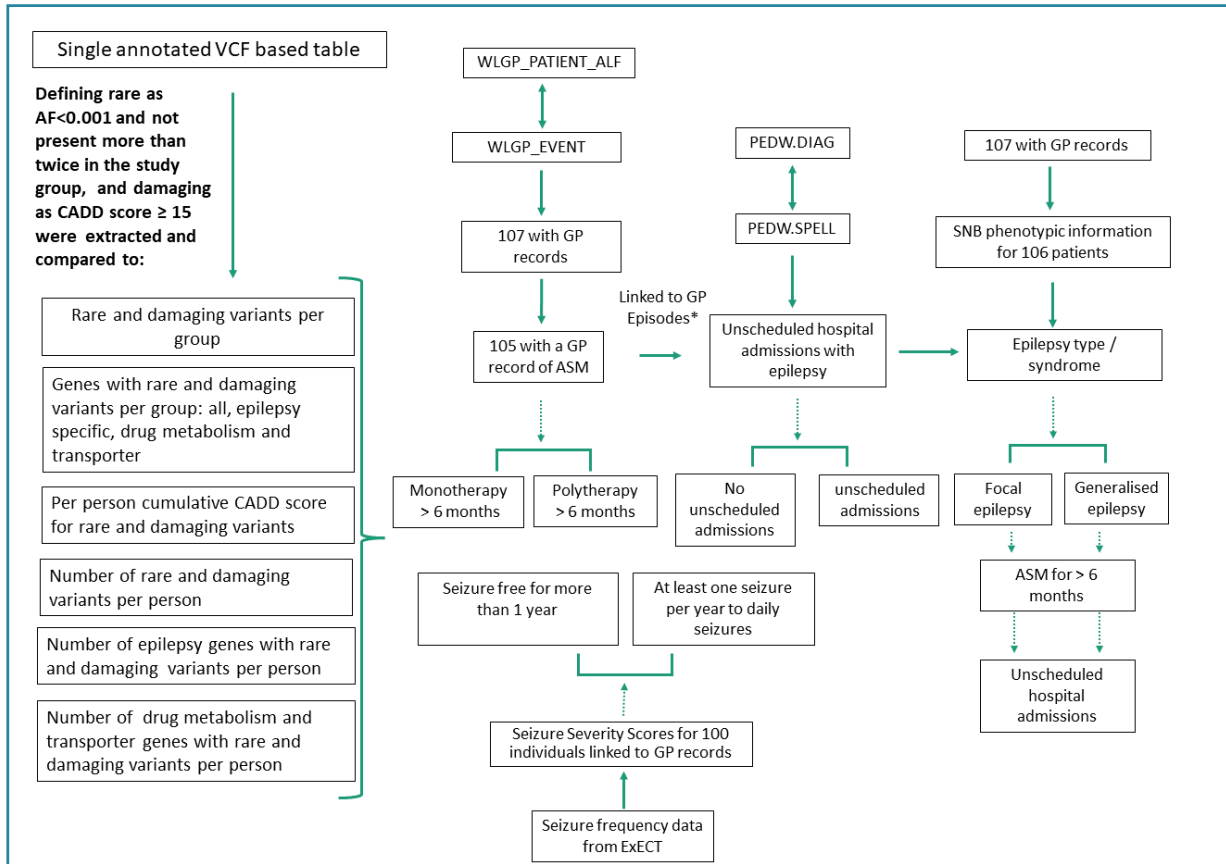 Single annotated VCF based table
Defining rare as
AF<0.001 and not
present more than
twice in the study
group, and damaging
as CADD score ≥ 15
were extracted and
compared to:
Rare and damaging variants per
group
Genes with rare and damaging
variants per group: all, epilepsy
specific, drug metabolism and
transporter
Per person cumulative CADD score
for rare and damaging variants
Number of rare and damaging
variants per person
Number of epilepsy genes with rare
and damaging variants per person
Number of drug metabolism and
transporter genes with rare and
damaging variants per person
WLGP_PATIENT_ALF
WLGP_EVENT
107 with GP
records
105 with a GP
record of ASM
Monotherapy
> 6 months
Polytherapy
> 6 months
Linked to GP
Episodes*
PEDW.DIAG
PEDW.SPELL
Unscheduled hospital
admissions with
epilepsy
No
unscheduled
admissions
unscheduled
admissions
107 with GP records
SNB phenotypic information
for 106 patients
Epilepsy type /
syndrome
Focal
epilepsy
Generalised
epilepsy
ASM for > 6
months
Unscheduled
hospital
admissions
Seizure free for more
than 1 year
At least one seizure
per year to daily
seizures
Seizure Severity Scores for 100
individuals linked to GP records
Seizure frequency data
from ExECT